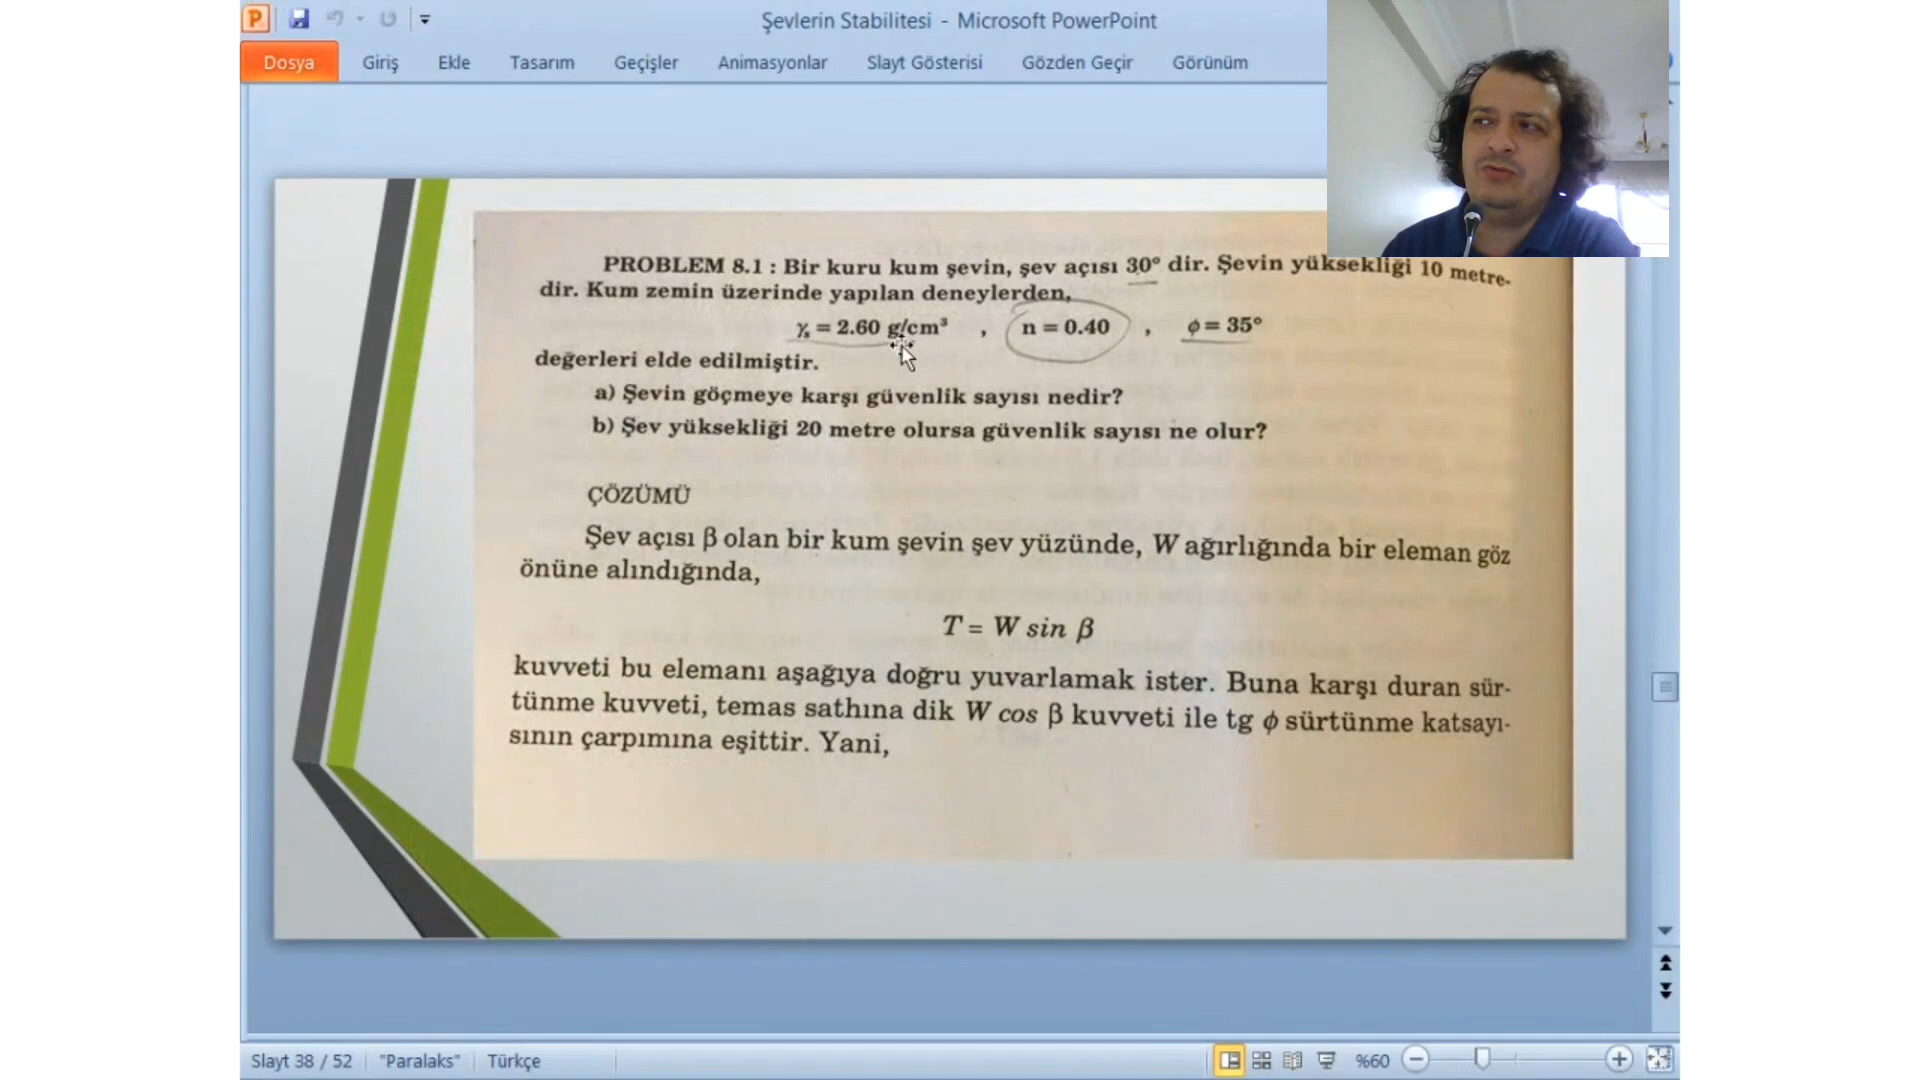 Şevlerin Stabilitesi - Microsoft PowerPoint
Dosya Giriş Ekle Tasarım Geçişler Animasyonlar Slayt Gösterisi Gözden Geçir Görünüm
PROBLEM 8.1 : Bir kuru kum şevin, şev açısı 30° dir. Şevin yüksekliği 10 metre-
dir. Kum zemin üzerinde yapılan deneylerden,
γₛ = 2.60 g/cm³ , n = 0.40 , ϕ = 35°
değerleri elde edilmiştir.
a) Şevin göçmeye karşı güvenlik sayısı nedir?
b) Şev yüksekliği 20 metre olursa güvenlik sayısı ne olur?
ÇÖZÜMÜ
Şev açısı β olan bir kum şevin şev yüzünde, W ağırlığında bir eleman göz
önüne alındığında,
T = W sin β
kuvveti bu elemanı aşağıya doğru yuvarlamak ister. Buna karşı duran sür-
tünme kuvveti, temas sathına dik W cos β kuvveti ile tg ϕ sürtünme katsayı-
sının çarpımına eşittir. Yani,
Slayt 38 / 52 "Paralaks" Türkçe %60